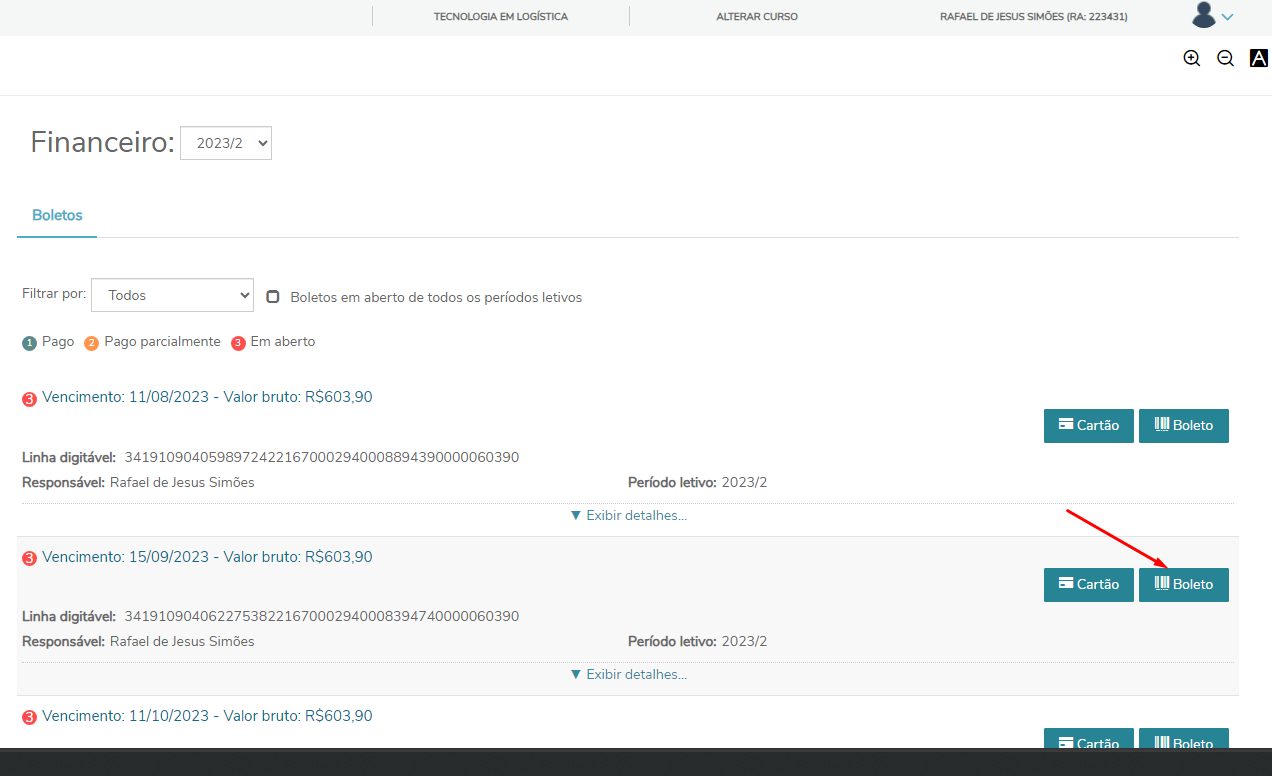 TECNOLOGIA EM LOGÍSTICA ALTERAR CURSO RAFAEL DE JESUS SIMÕES (RA: 223431)
A
Financeiro: 2023/2
Boletos
Filtrar por: Todos Boletos em aberto de todos os períodos letivos
1 Pago 2 Pago parcialmente 3 Em aberto
3 Vencimento: 11/08/2023 - Valor bruto: R$603,90
Cartão Boleto
Linha digitável: 34191090405989724221670002940008894390000060390
Responsável: Rafael de Jesus Simões Período letivo: 2023/2
▼ Exibir detalhes...
3 Vencimento: 15/09/2023 - Valor bruto: R$603,90
Cartão Boleto
Linha digitável: 34191090406227538221670002940008394740000060390
Responsável: Rafael de Jesus Simões Período letivo: 2023/2
▼ Exibir detalhes...
3 Vencimento: 11/10/2023 - Valor bruto: R$603,90
Cartão Boleto